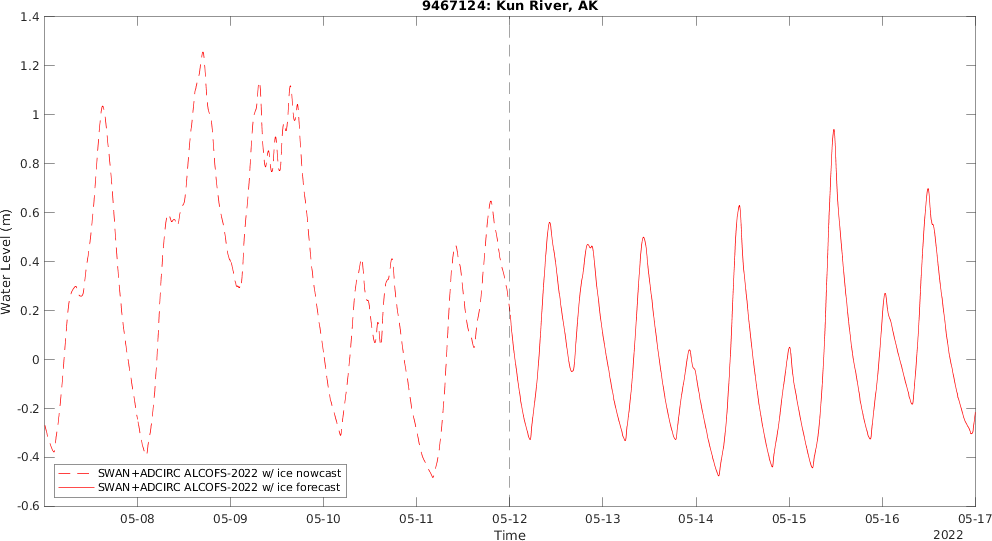 9467124: Kun River, AK
1.4
1.2
1
0.8
0.6
0.4
0.2
0
-0.2
-0.4
-0.6
Water Level (m)
SWAN+ADCIRC ALCOFS-2022 w/ ice nowcast
SWAN+ADCIRC ALCOFS-2022 w/ ice forecast
05-08 05-09 05-10 05-11 05-12 05-13 05-14 05-15 05-16 05-17
Time
2022